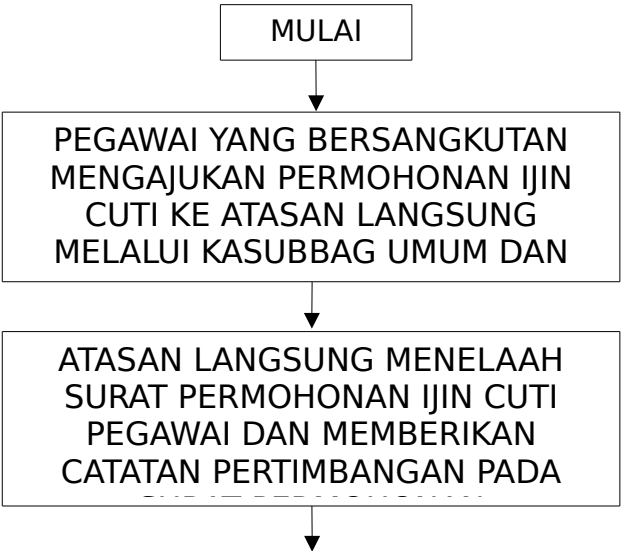 MULAI
PEGAWAI YANG BERSANGKUTAN
MENGAJUKAN PERMOHONAN IJIN
CUTI KE ATASAN LANGSUNG
MELALUI KASUBBAG UMUM DAN
ATASAN LANGSUNG MENELAAH
SURAT PERMOHONAN IJIN CUTI
PEGAWAI DAN MEMBERIKAN
CATATAN PERTIMBANGAN PADA